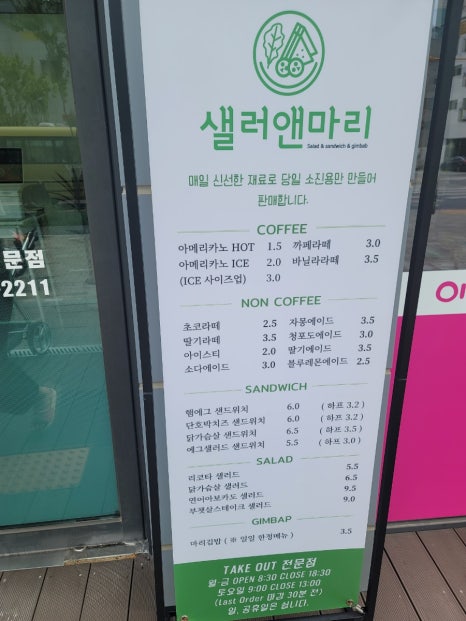 샐러앤마리
Salad & sandwich & gimbab
매일 신선한 재료로 당일 소진용만 만들어
판매합니다.
COFFEE
아메리카노 HOT 1.5 까페라떼 3.0
아메리카노 ICE 2.0 바닐라라떼 3.5
(ICE 사이즈업) 3.0
NON COFFEE
초코라떼 2.5 자몽에이드 3.5
딸기라떼 3.5 청포도에이드 3.0
아이스티 2.0 딸기에이드 3.5
소다에이드 3.0 블루레몬에이드 2.5
SANDWICH
햄에그 샌드위치 6.0 ( 하프 3.2 )
단호박치즈 샌드위치 6.0 ( 하프 3.2 )
닭가슴살 샌드위치 6.5 ( 하프 3.5 )
에그샐러드 샌드위치 5.5 ( 하프 3.0 )
SALAD
리코타 샐러드 5.5
닭가슴살 샐러드 6.5
연어아보카도 샐러드 9.5
부챗살스테이크 샐러드 9.0
GIMBAP
마리김밥 ( ※ 일일 한정메뉴 ) 3.5
TAKE OUT 전문점
월-금 OPEN 8:30 CLOSE 18:30
토요일 9:00 CLOSE 13:00
(Last Order 마감 30분 전)
일, 공휴일은 쉽니다.
문점
2211